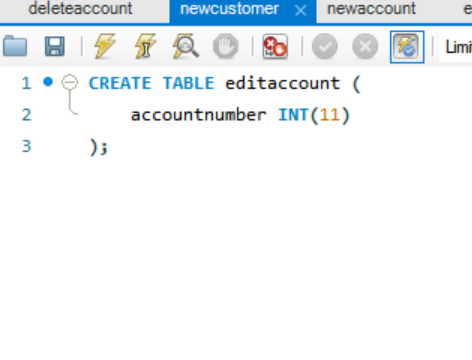 deleteaccount newcustomer newaccount e
Limi
1 CREATE TABLE editaccount (
2 accountnumber INT(11)
3 );